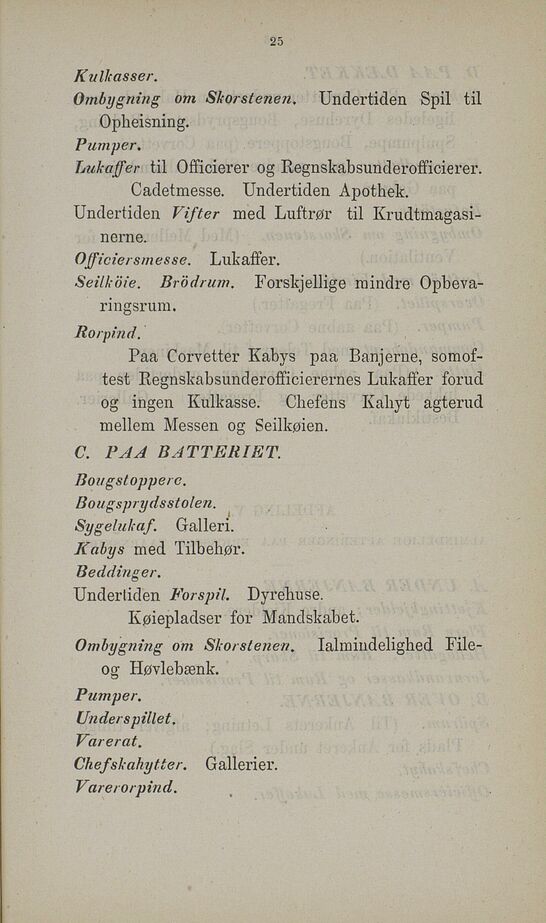 25
Kulkasser.
Ombygning om Skorstenen. Undertiden Spil til
Opheisning.
Pumper.
Lukaffer til Officierer og Regnskabsunderofficierer.
Cadetmesse. Undertiden Apothek.
Undertiden Vifter med Luftrør til Krudtmagasi-
nerne.
Officiersmesse. Lukaffer.
Seilköie. Brödrum. Forskjellige mindre Opbeva-
ringsrum.
Rorpind.
Paa Corvetter Kabys paa Banjerne, somof-
test Regnskabsunderofficierernes Lukaffer forud
og ingen Kulkasse. Chefens Kahyt agterud
mellem Messen og Seilkøien.
C. PAA BATTERIET.
Bougstoppere.
Bougsprydsstolen.
Sygelukaf. Galleri.
Kabys med Tilbehør.
Beddinger.
Undertiden Forspil. Dyrehuse.
Køiepladser for Mandskabet.
Ombygning om Skorstenen. Ialmindelighed File-
og Høvlebænk.
Pumper.
Underspillet.
Varerat.
Chefskahytter. Gallerier.
Varerorpind.